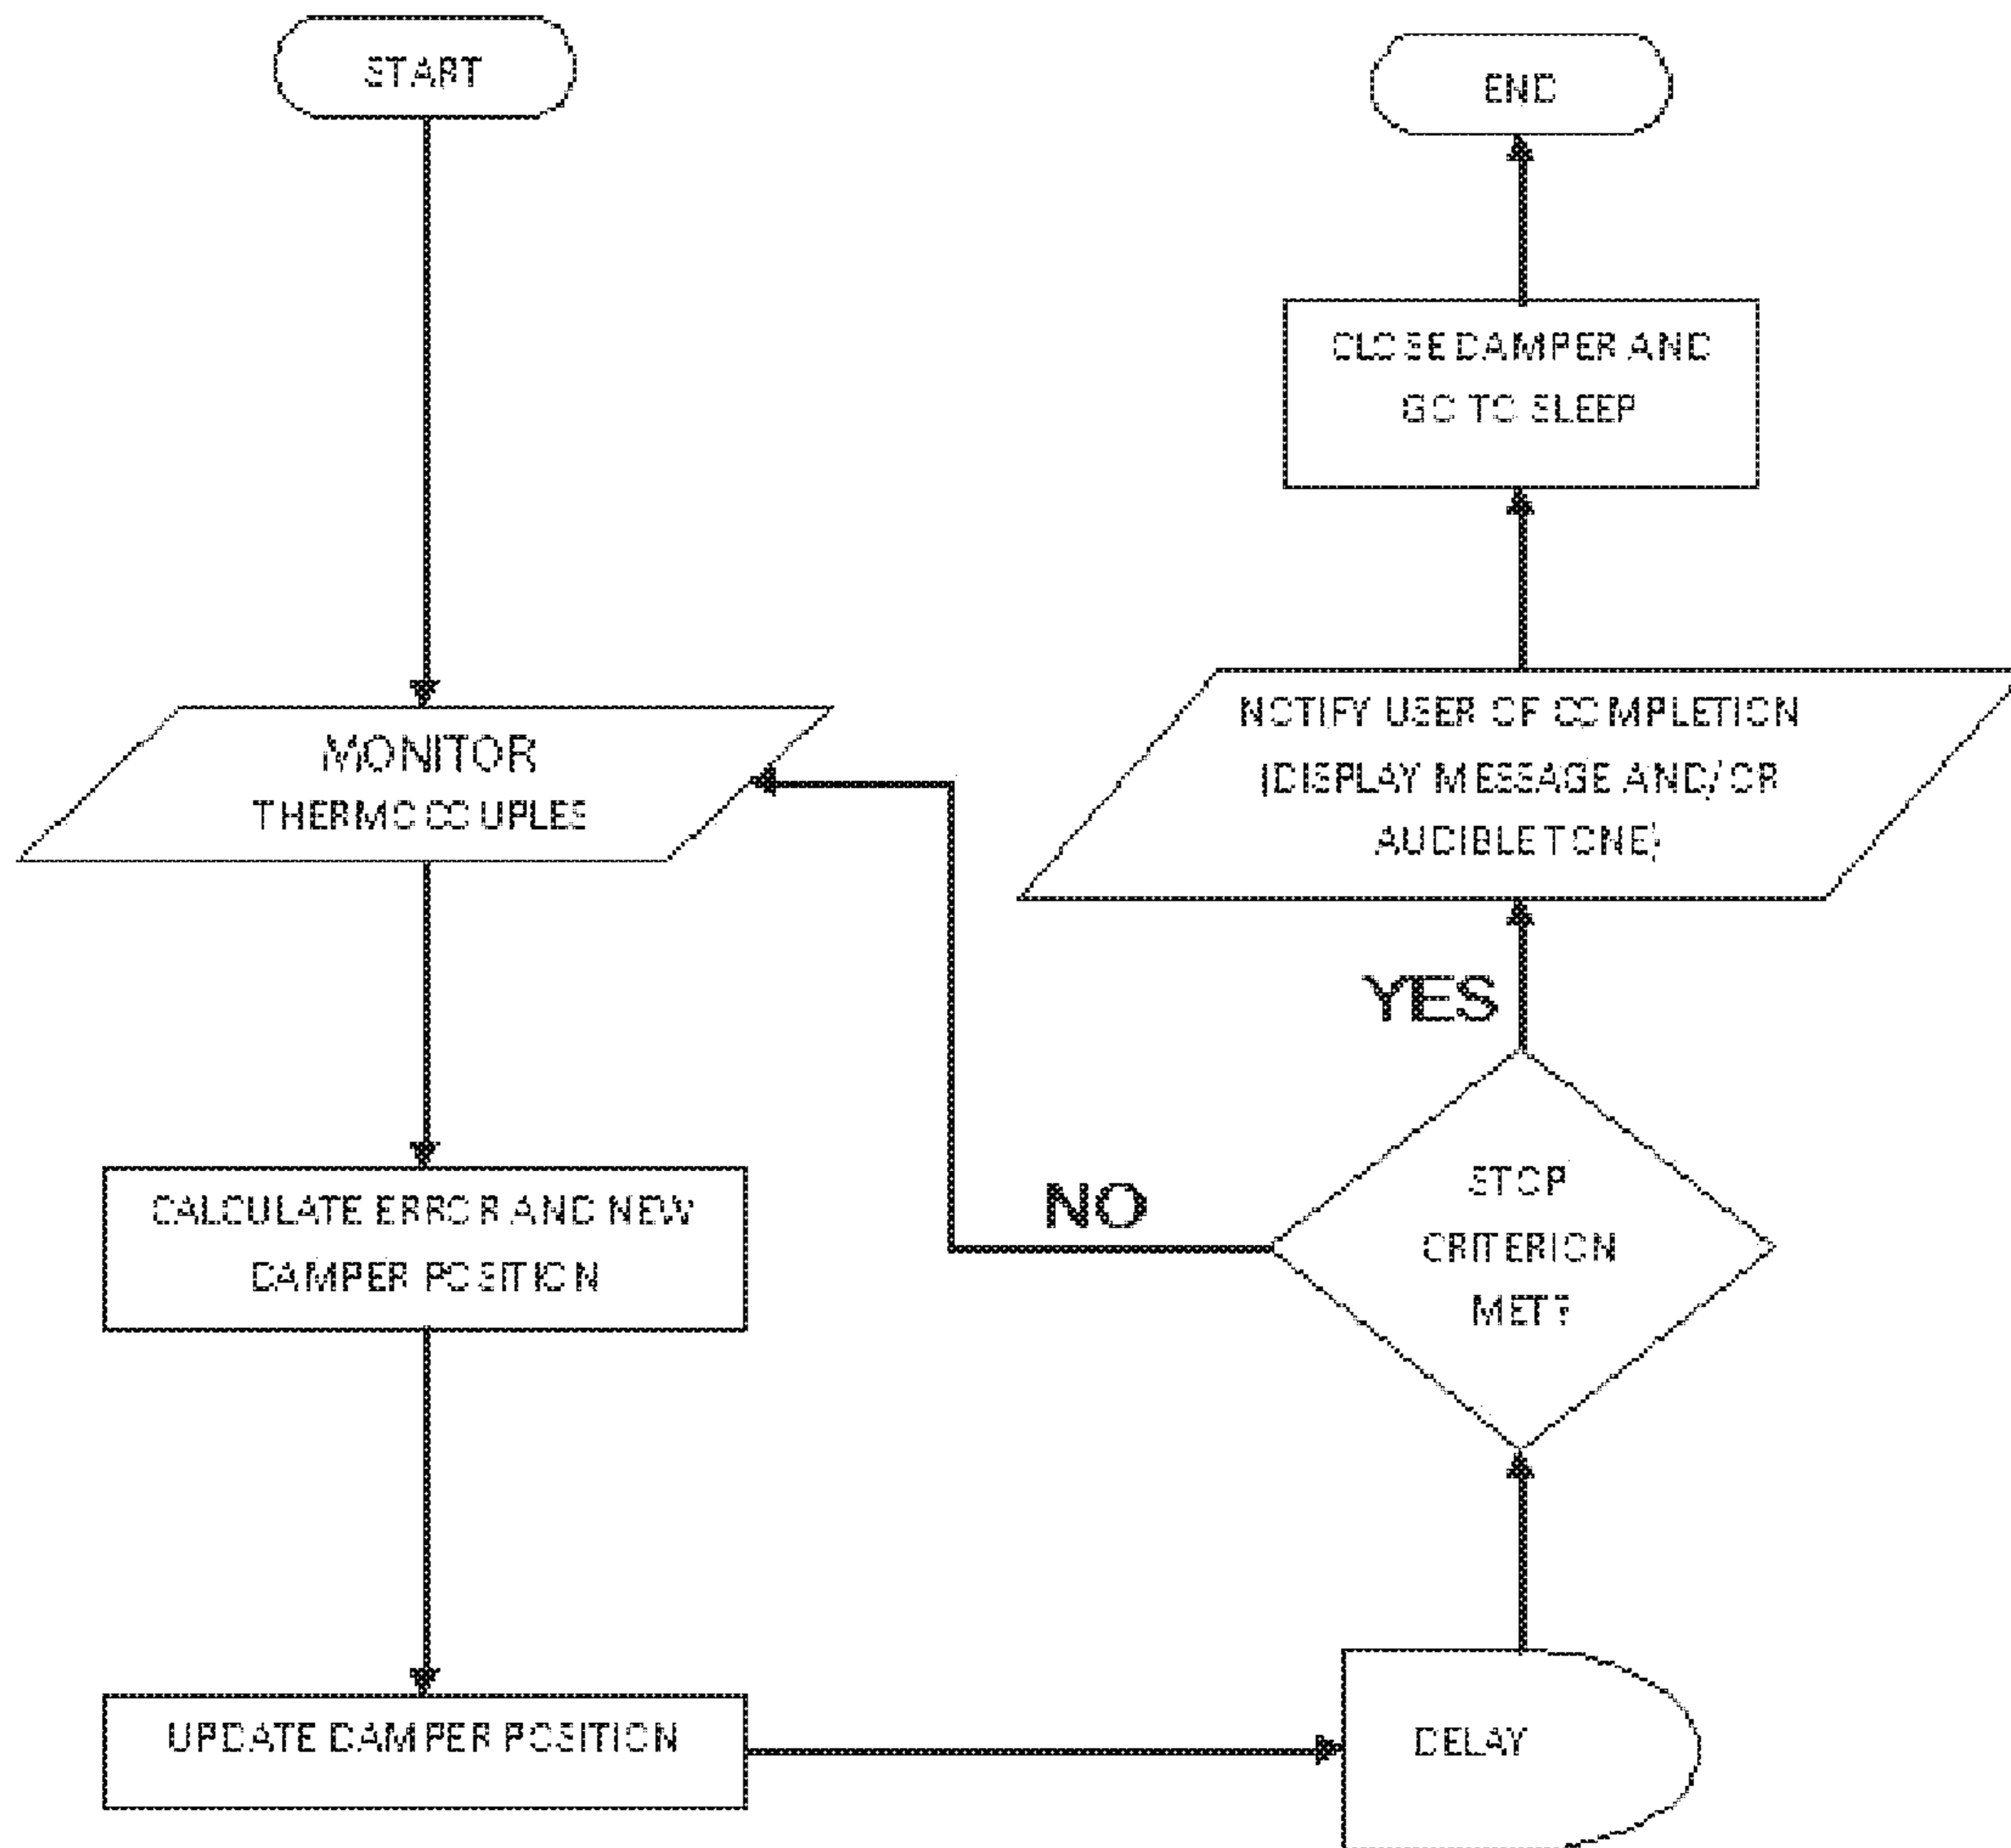 START
MONITOR
THERMOCOUPLES
CALCULATE ERROR AND NEW
DAMPER POSITION
UPDATE DAMPER POSITION
DELAY
STOP
CRITERION
MET?
NO
YES
NOTIFY USER OF COMPLETION
(DISPLAY MESSAGE AND/OR
AUDIBLE TONE)
CLOSE DAMPER AND
GO TO SLEEP
END